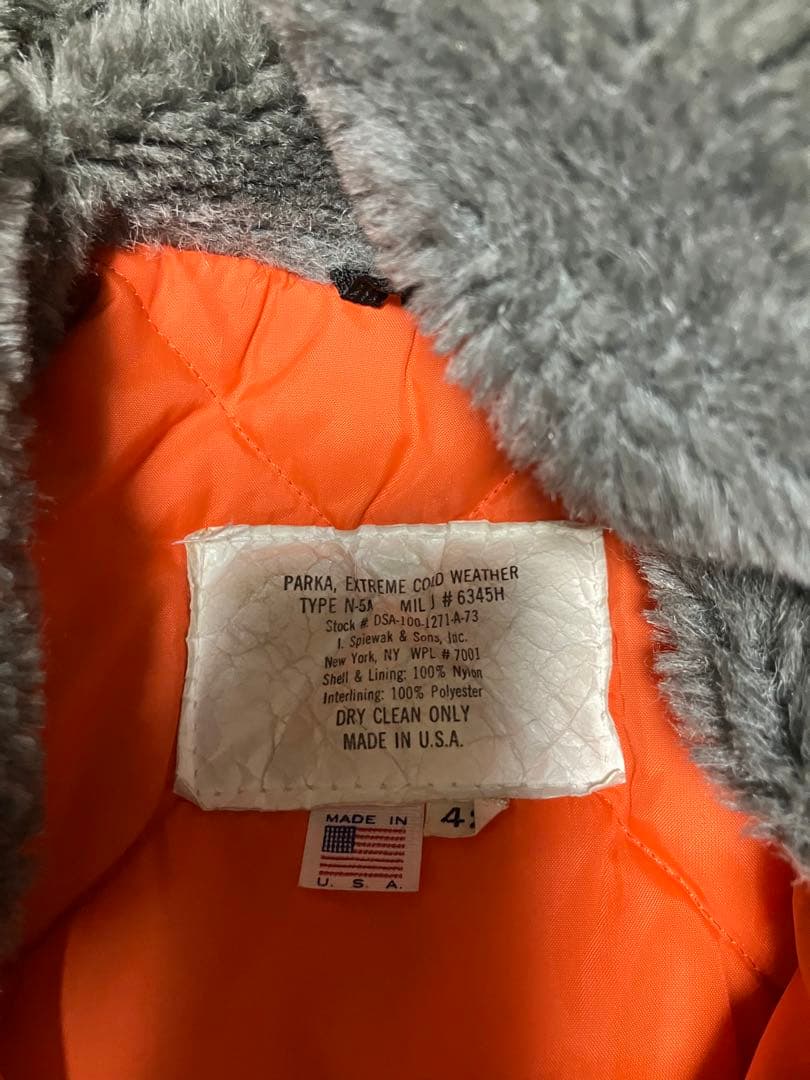 PARKA, EXTREME COLD WEATHER
TYPE N-5A MIL J # 6345H
Stock # DSA-100-1271-A-73
I. Spiewak & Sons, Inc.
New York, NY WPL # 7001
Shell & Lining: 100% Nylon
Interlining: 100% Polyester
DRY CLEAN ONLY
MADE IN U.S.A.
MADE IN
U. S. A.